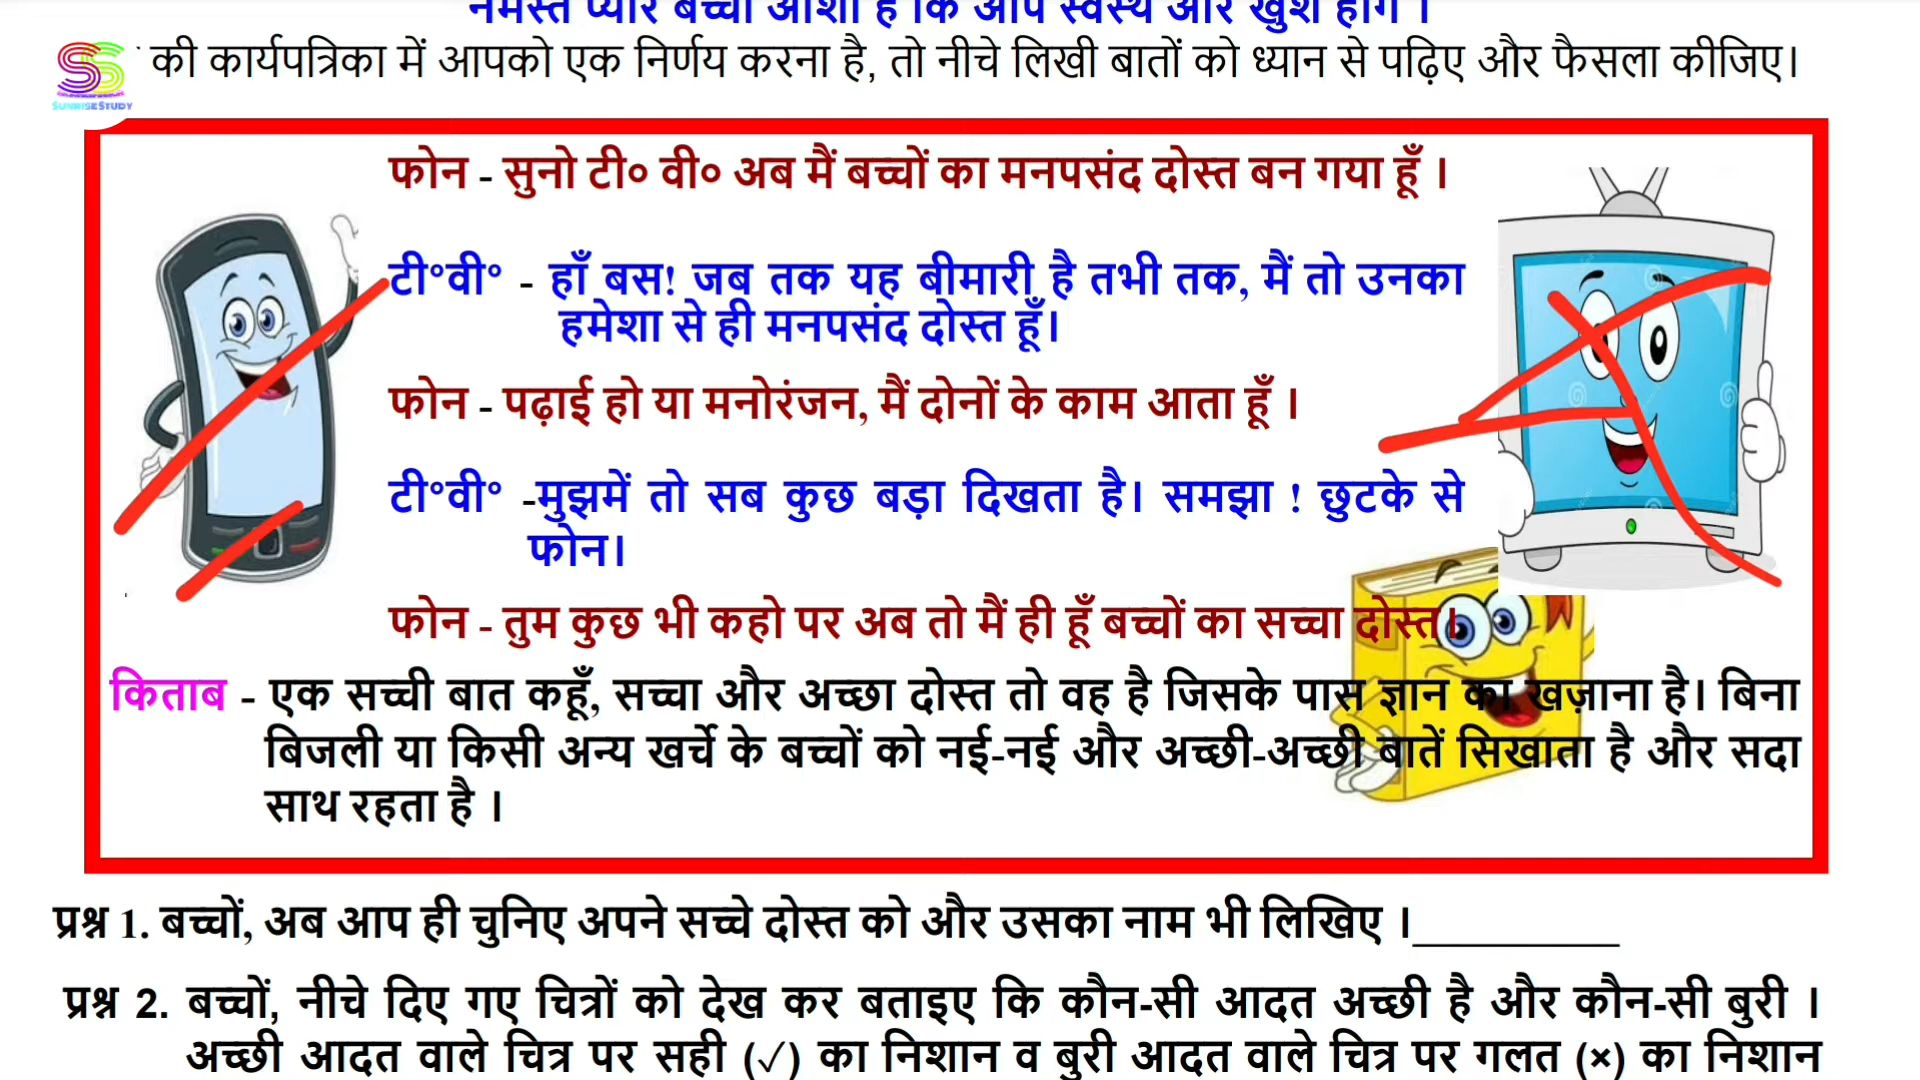 नमस्ते प्यारे बच्चों आशा है कि आप स्वस्थ और खुश होंगे ।
की कार्यपत्रिका में आपको एक निर्णय करना है, तो नीचे लिखी बातों को ध्यान से पढ़िए और फैसला कीजिए।
SUNRISE STUDY
फोन - सुनो टी० वी० अब मैं बच्चों का मनपसंद दोस्त बन गया हूँ ।
टी°वी° - हाँ बस! जब तक यह बीमारी है तभी तक, मैं तो उनका
हमेशा से ही मनपसंद दोस्त हूँ।
फोन - पढ़ाई हो या मनोरंजन, मैं दोनों के काम आता हूँ ।
टी°वी° -मुझमें तो सब कुछ बड़ा दिखता है। समझा ! छुटके से
फोन।
फोन - तुम कुछ भी कहो पर अब तो मैं ही हूँ बच्चों का सच्चा दोस्त।
किताब - एक सच्ची बात कहूँ, सच्चा और अच्छा दोस्त तो वह है जिसके पास ज्ञान का खज़ाना है। बिना
बिजली या किसी अन्य खर्चे के बच्चों को नई-नई और अच्छी-अच्छी बातें सिखाता है और सदा
साथ रहता है ।
प्रश्न 1. बच्चों, अब आप ही चुनिए अपने सच्चे दोस्त को और उसका नाम भी लिखिए ।_________
प्रश्न 2. बच्चों, नीचे दिए गए चित्रों को देख कर बताइए कि कौन-सी आदत अच्छी है और कौन-सी बुरी ।
अच्छी आदत वाले चित्र पर सही (✓) का निशान व बुरी आदत वाले चित्र पर गलत (×) का निशान